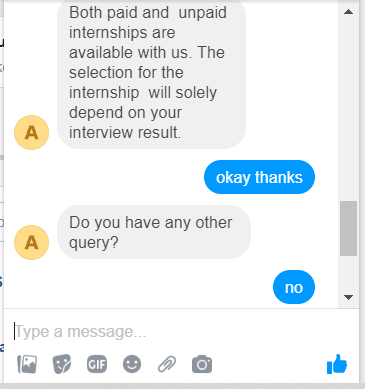 Both paid and  unpaid
internships are
available with us. The
selection for the
internship  will solely
depend on your
interview result.
A
okay thanks
Do you have any other
query?
A
no
Type a message...
GIF